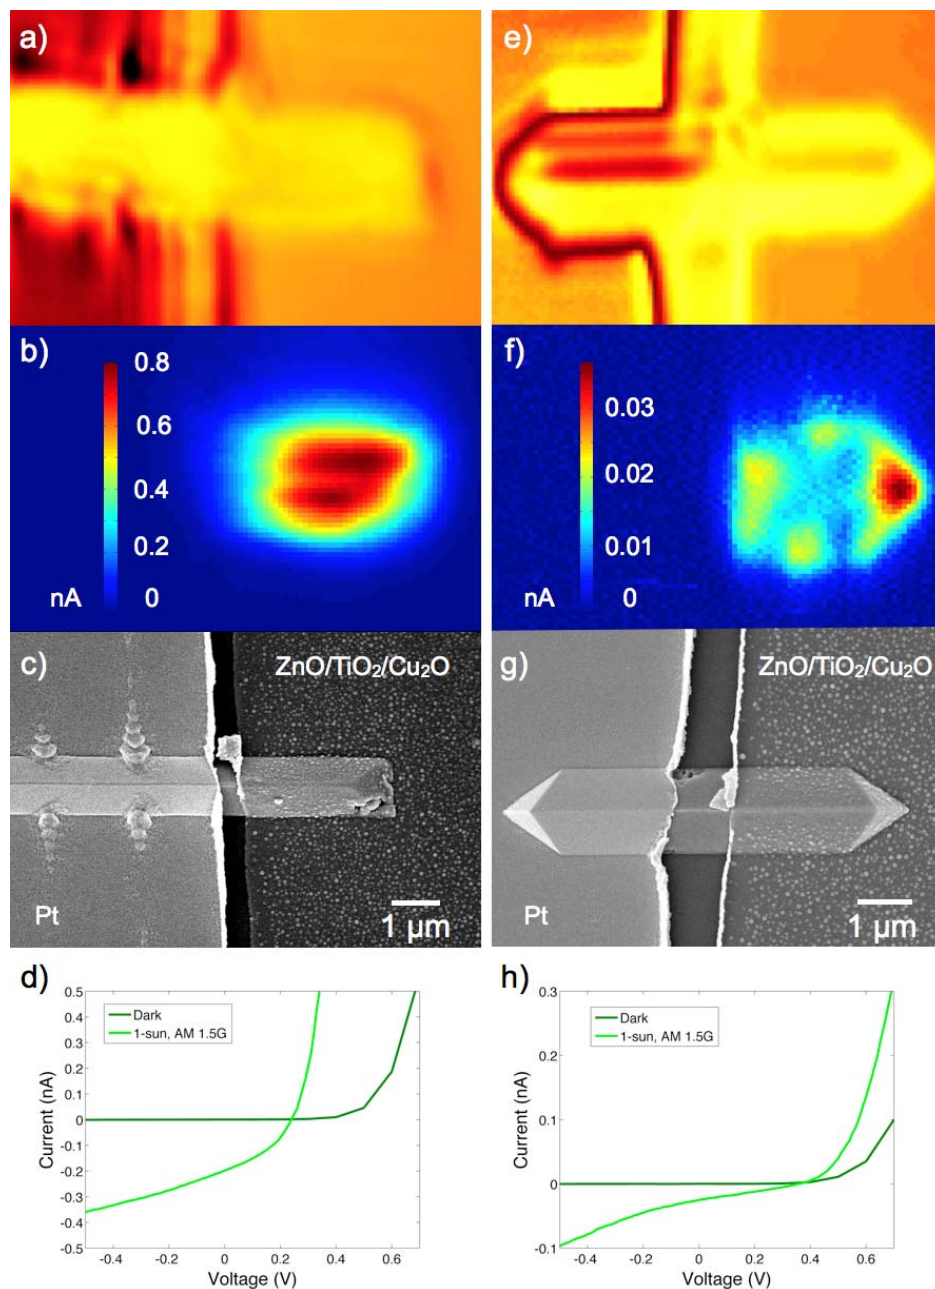 a)
e)
b)
0.8
0.6
0.4
0.2
nA
0
f)
0.03
0.02
0.01
nA
0
c)
ZnO/TiO₂/Cu₂O
Pt
1 µm
g)
ZnO/TiO₂/Cu₂O
Pt
1 µm
d)
Dark
1-sun, AM 1.5G
0.5
0.4
0.3
0.2
0.1
0
-0.1
-0.2
-0.3
-0.4
-0.5
Current (nA)
-0.4
-0.2
0
0.2
0.4
0.6
Voltage (V)
h)
Dark
1-sun, AM 1.5G
0.3
0.2
0.1
0
-0.1
Current (nA)
-0.4
-0.2
0
0.2
0.4
0.6
Voltage (V)